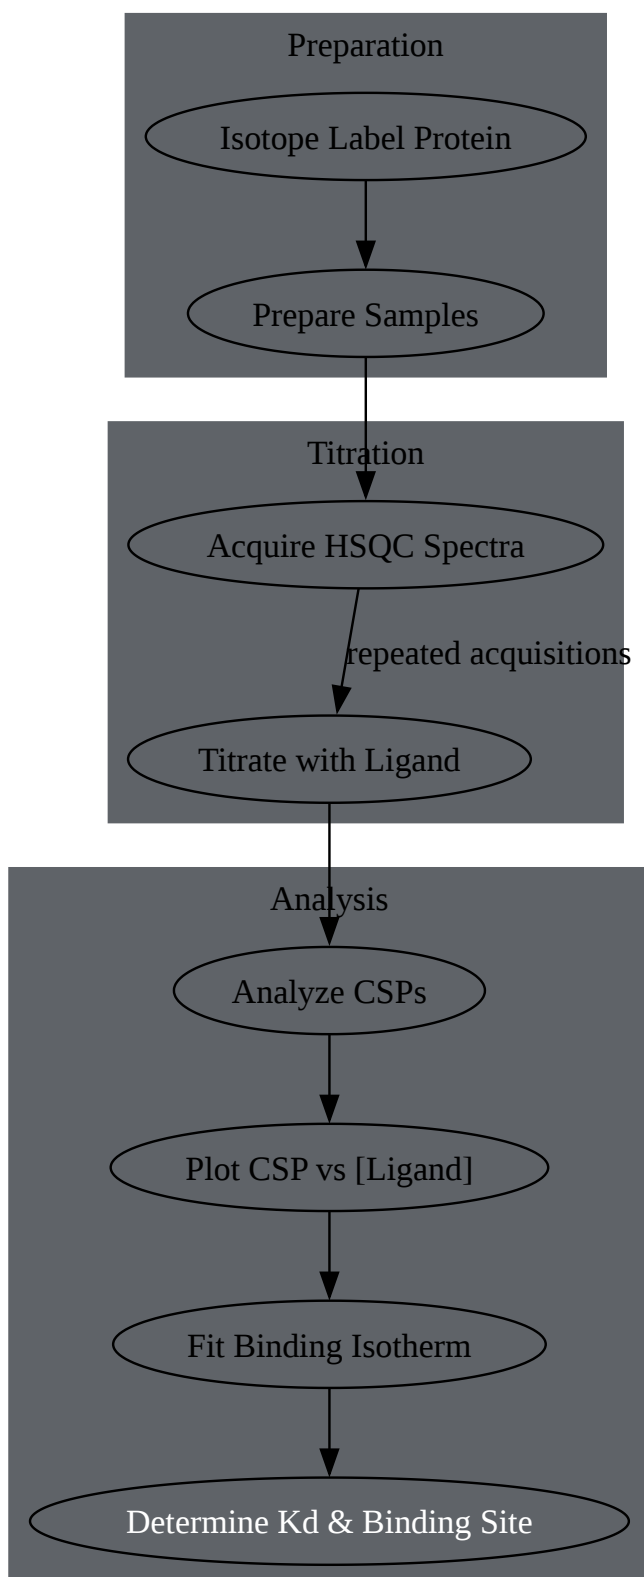 Preparation
Isotope Label Protein
Prepare Samples
Titration
Acquire HSQC Spectra
repeated acquisitions
Titrate with Ligand
Analysis
Analyze CSPs
Plot CSP vs [Ligand]
Fit Binding Isotherm
Determine Kd & Binding Site